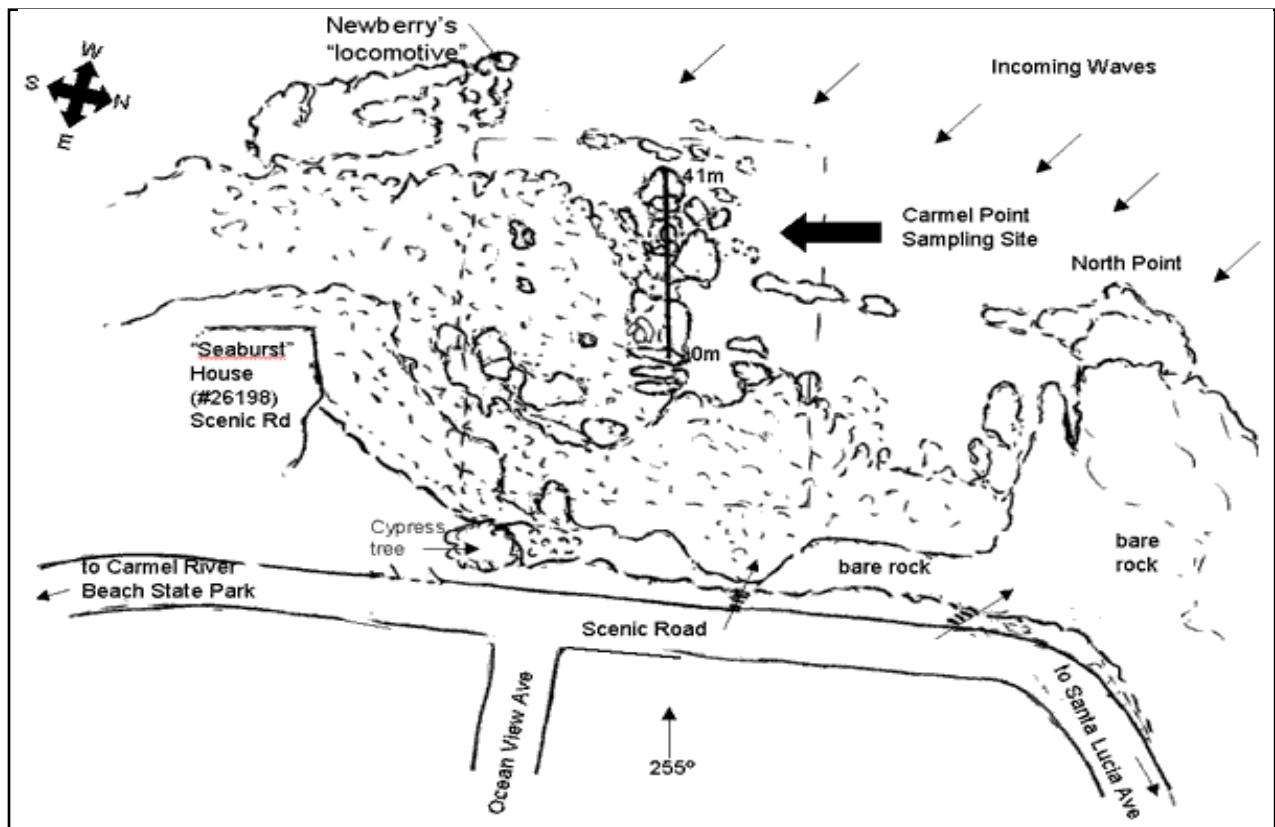 Newberry's
"locomotive"
W
S
N
E
Incoming Waves
41m
Carmel Point
Sampling Site
North Point
0m
"Seaburst"
House
(#26198)
Scenic Rd
Cypress
tree
bare
rock
to Carmel River
Beach State Park
bare rock
Scenic Road
Ocean View Ave
to Santa Lucia Ave
255º